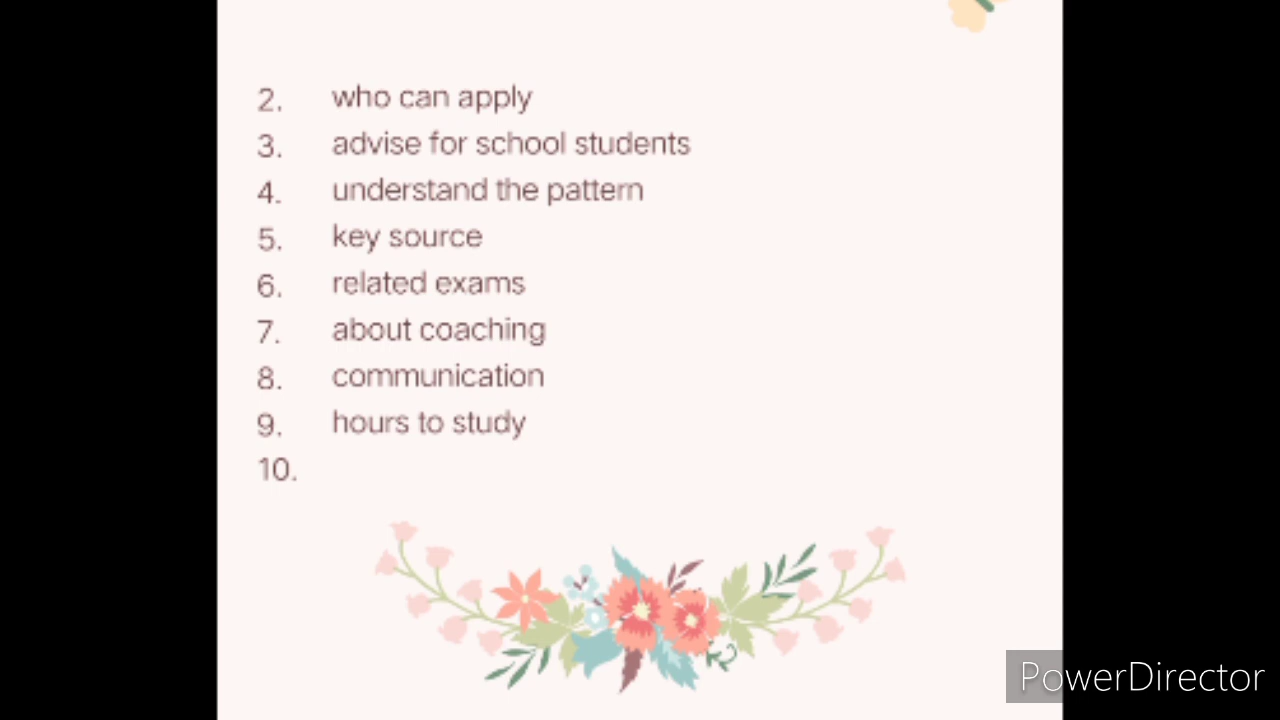 2. who can apply
3. advise for school students
4. understand the pattern
5. key source
6. related exams
7. about coaching
8. communication
9. hours to study
10.
PowerDirector